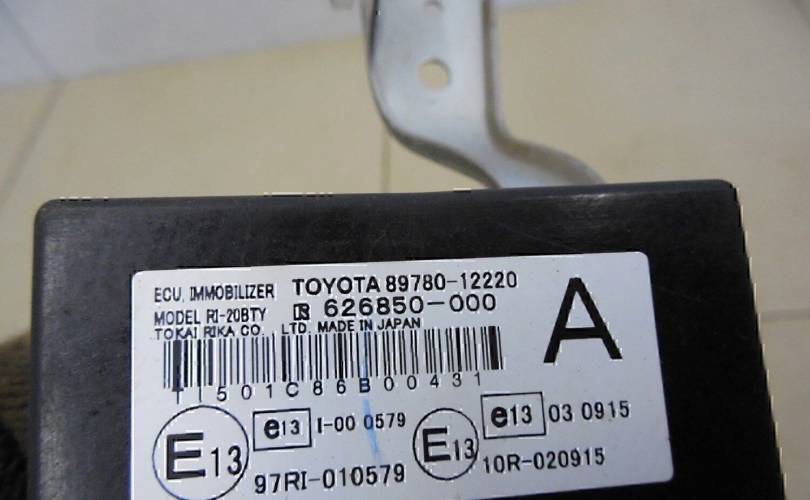 ECU, IMMOBILIZER TOYOTA 89780-12220
MODEL RI-20BTY 626850-000
TOKAI RIKA CO. LTD. MADE IN JAPAN
A
11501C86B00431
E13 e13 I-00 0579
97RI-010579
E13 e13 03 0915
10R-020915